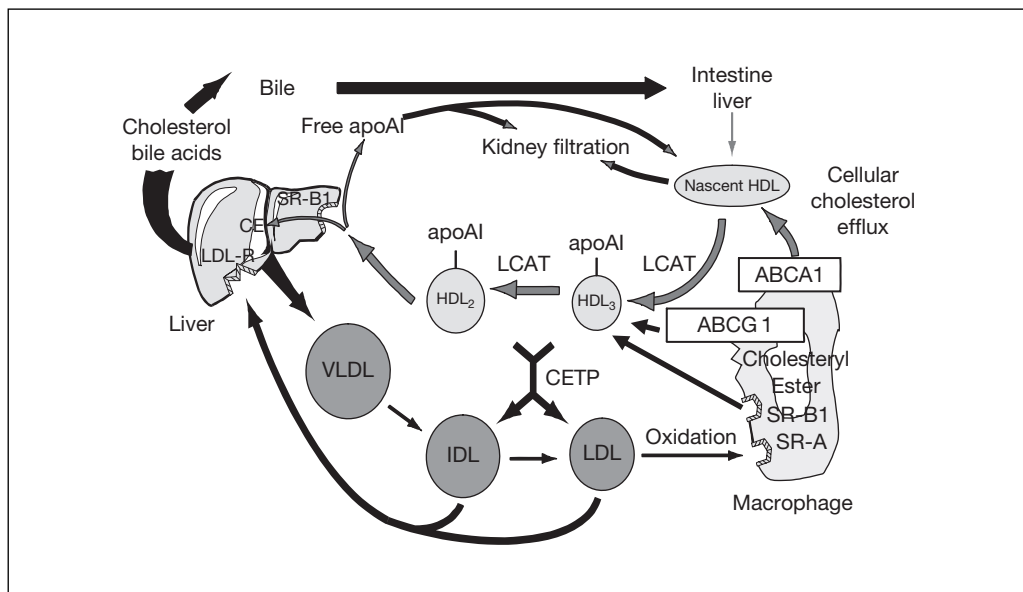 Bile
Intestine
liver
Cholesterol
bile acids
Free apoAI
Kidney filtration
Nascent HDL
Cellular
cholesterol
efflux
SR-B1
CE
LDL-R
apoAI
apoAI
LCAT
LCAT
ABCA1
HDL₂
HDL₃
Liver
ABCG 1
VLDL
CETP
Cholesteryl
Ester
SR-B1
SR-A
IDL
LDL
Oxidation
Macrophage